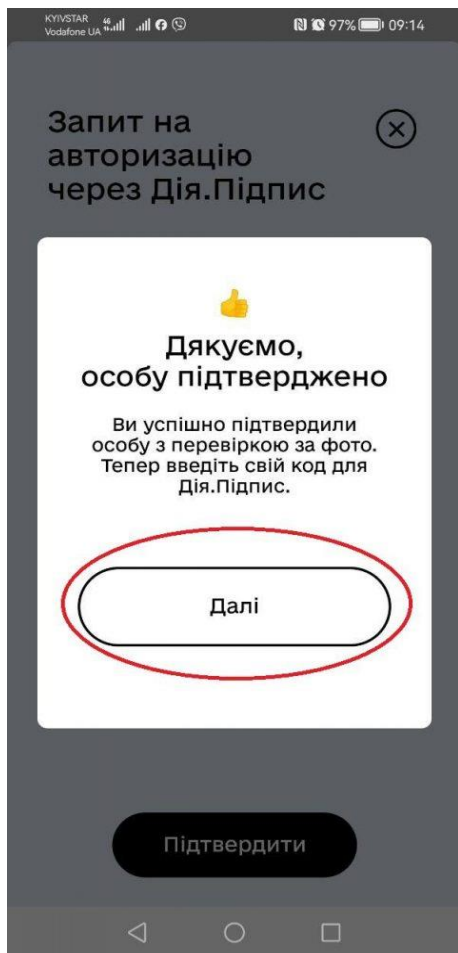 KYIVSTAR
Vodafone UA
97% 09:14
Запит на
авторизацію
через Дія.Підпис
Дякуємо,
особу підтверджено
Ви успішно підтвердили
особу з перевіркою за фото.
Тепер введіть свій код для
Дія.Підпис.
Далі
Підтвердити